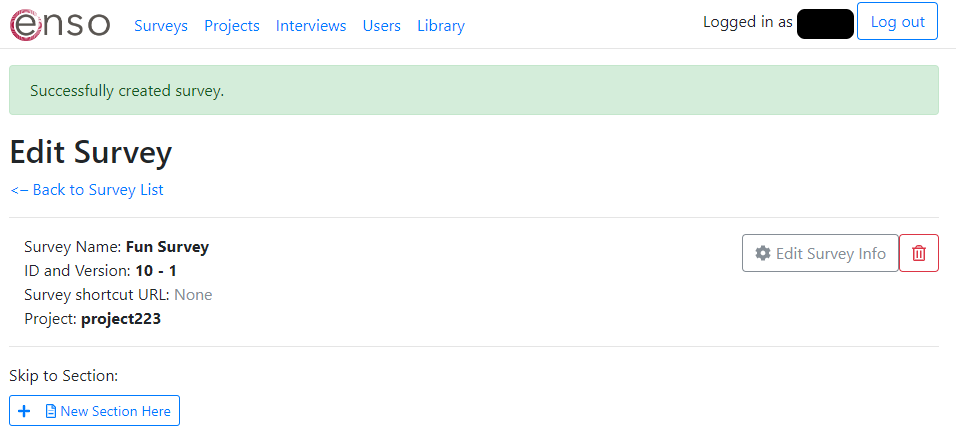 enso Surveys Projects Interviews Users Library Logged in as Log out
Successfully created survey.
Edit Survey
<– Back to Survey List
Survey Name: Fun Survey Edit Survey Info
ID and Version: 10 - 1
Survey shortcut URL: None
Project: project223
Skip to Section:
+ New Section Here